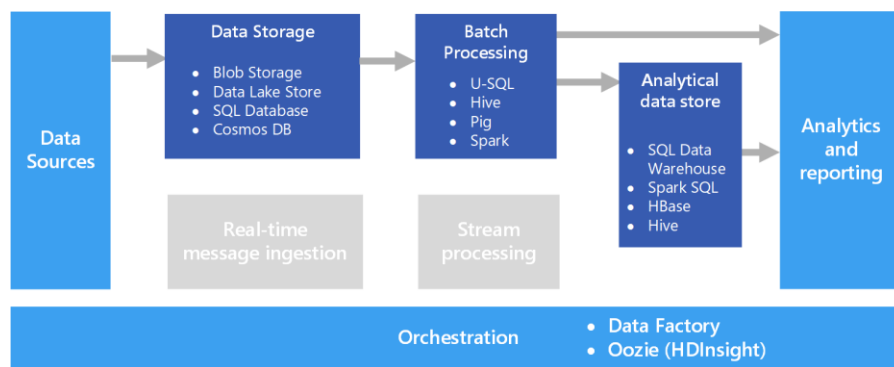 Data
Sources
Data Storage
• Blob Storage
• Data Lake Store
• SQL Database
• Cosmos DB
Real-time
message ingestion
Batch
Processing
• U-SQL
• Hive
• Pig
• Spark
Stream
processing
Analytical
data store
• SQL Data
Warehouse
• Spark SQL
• HBase
• Hive
Analytics
and
reporting
Orchestration
• Data Factory
• Oozie (HDInsight)